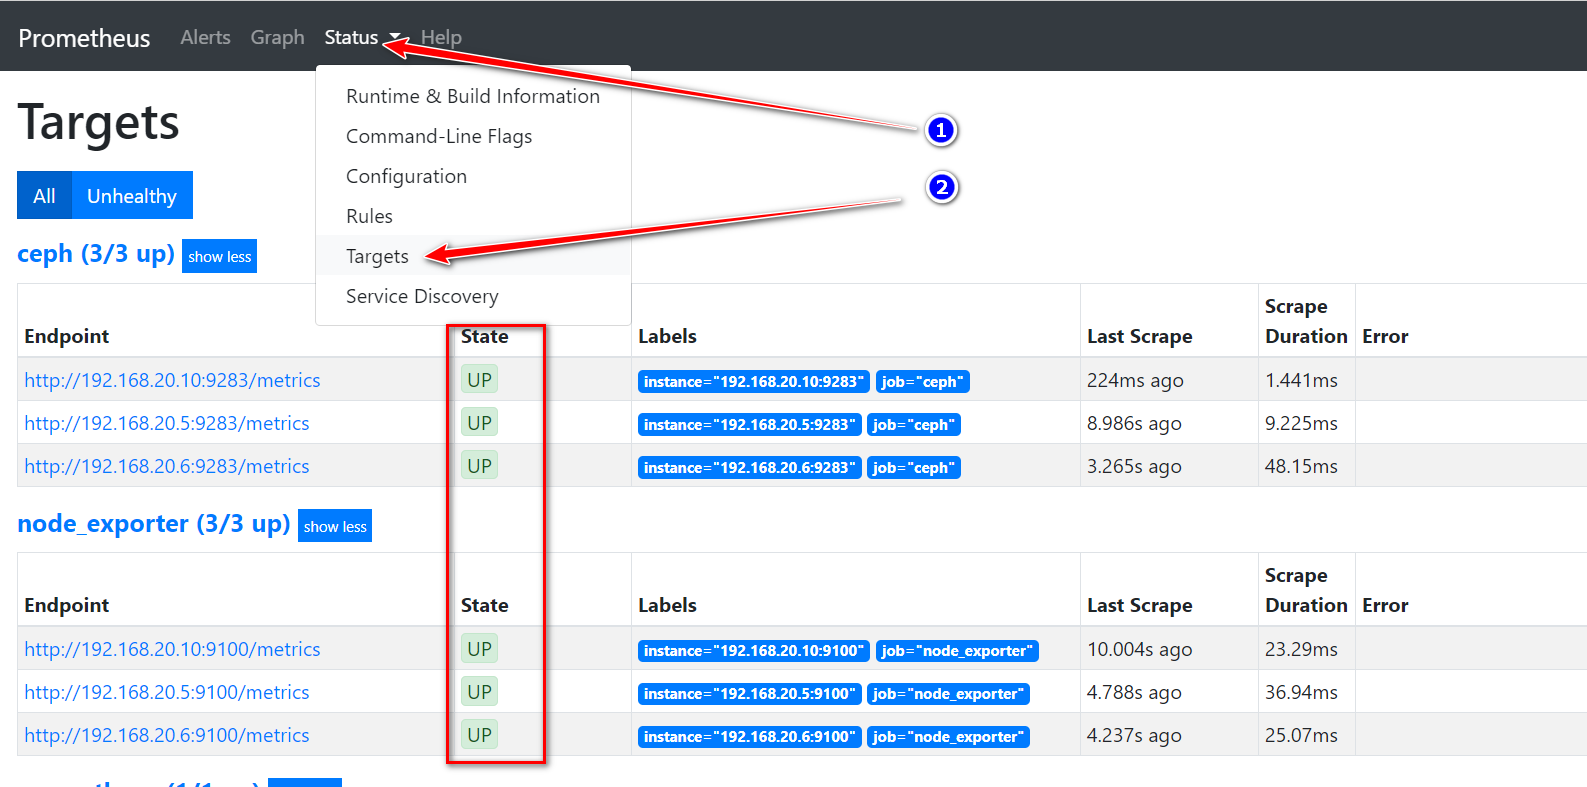 Prometheus Alerts Graph Status Help
Runtime & Build Information
Command-Line Flags
Configuration
Rules
Targets
Service Discovery
1
2
Targets
All Unhealthy
ceph (3/3 up) show less
Endpoint State Labels Last Scrape Scrape Duration Error
http://192.168.20.10:9283/metrics UP instance="192.168.20.10:9283" job="ceph" 224ms ago 1.441ms
http://192.168.20.5:9283/metrics UP instance="192.168.20.5:9283" job="ceph" 8.986s ago 9.225ms
http://192.168.20.6:9283/metrics UP instance="192.168.20.6:9283" job="ceph" 3.265s ago 48.15ms
node_exporter (3/3 up) show less
Endpoint State Labels Last Scrape Scrape Duration Error
http://192.168.20.10:9100/metrics UP instance="192.168.20.10:9100" job="node_exporter" 10.004s ago 23.29ms
http://192.168.20.5:9100/metrics UP instance="192.168.20.5:9100" job="node_exporter" 4.788s ago 36.94ms
http://192.168.20.6:9100/metrics UP instance="192.168.20.6:9100" job="node_exporter" 4.237s ago 25.07ms